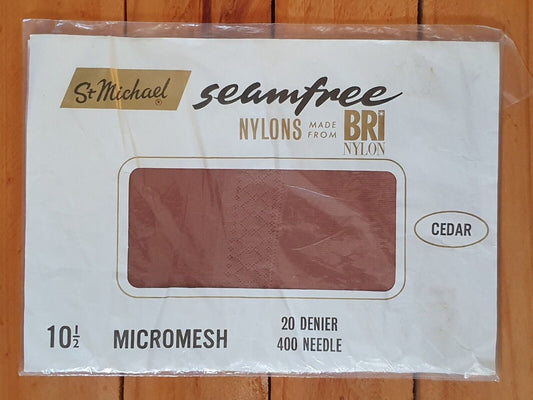 St Michael ®
seamfree
NYLONS MADE FROM BRI NYLON
CEDAR
10½ MICROMESH
20 DENIER
400 NEEDLE